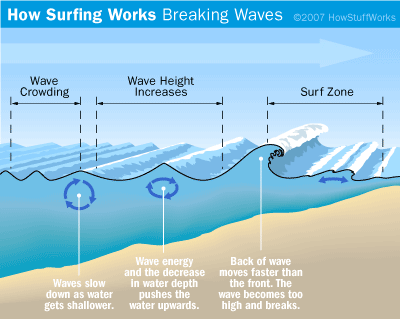 How Surfing Works Breaking Waves ©2007 HowStuffWorks
Wave
Crowding
Wave Height
Increases
Surf Zone
Waves slow
down as water
gets shallower.
Wave energy
and the decrease
in water depth
pushes the
water upwards.
Back of wave
moves faster than
the front. The
wave becomes too
high and breaks.